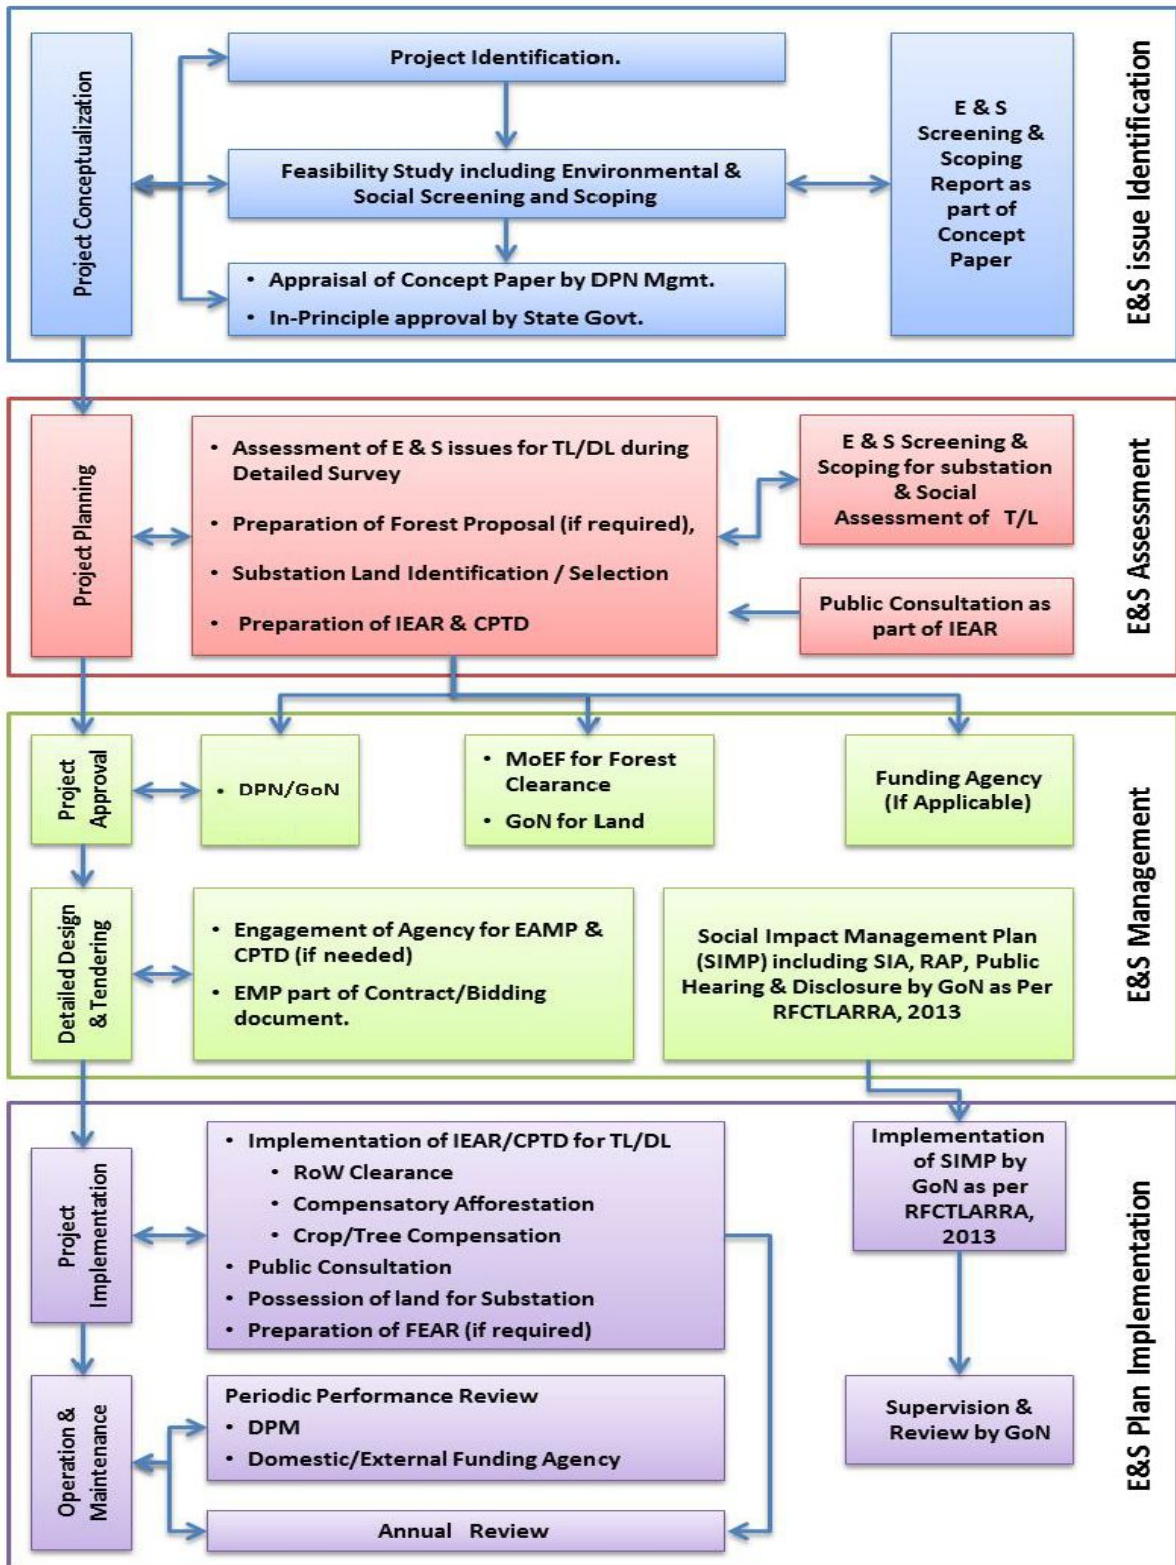 Project Conceptualization
Project Identification.
Feasibility Study including Environmental &
Social Screening and Scoping
• Appraisal of Concept Paper by DPN Mgmt.
• In-Principle approval by State Govt.
E & S
Screening &
Scoping
Report as
part of
Concept
Paper
E&S issue Identification
Project Planning
• Assessment of E & S issues for TL/DL during
Detailed Survey
• Preparation of Forest Proposal (if required),
• Substation Land Identification / Selection
• Preparation of IEAR & CPTD
E & S Screening &
Scoping for substation
& Social
Assessment of T/L
Public Consultation as
part of IEAR
E&S Assessment
Project
Approval
• DPN/GoN
• MoEF for Forest
Clearance
• GoN for Land
Funding Agency
(If Applicable)
Detailed Design
& Tendering
• Engagement of Agency for EAMP &
CPTD (if needed)
• EMP part of Contract/Bidding
document.
Social Impact Management Plan
(SIMP) including SIA, RAP, Public
Hearing & Disclosure by GoN as Per
RFCTLARRA, 2013
E&S Management
Project
Implementation
• Implementation of IEAR/CPTD for TL/DL
• RoW Clearance
• Compensatory Afforestation
• Crop/Tree Compensation
• Public Consultation
• Possession of land for Substation
• Preparation of FEAR (if required)
Implementation
of SIMP by
GoN as per
RFCTLARRA,
2013
Operation &
Maintenance
Periodic Performance Review
• DPM
• Domestic/External Funding Agency
Annual Review
Supervision &
Review by GoN
E&S Plan Implementation